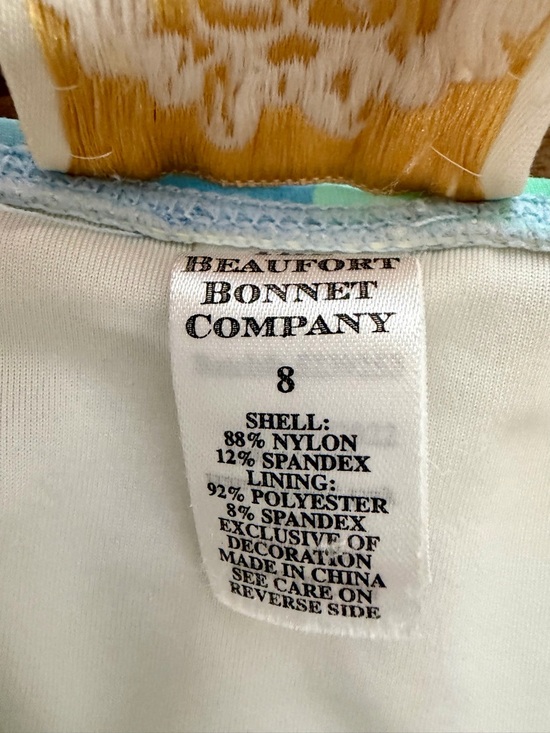 BEAUFORT
BONNET
COMPANY
8
SHELL:
88% NYLON
12% SPANDEX
LINING:
92% POLYESTER
8% SPANDEX
EXCLUSIVE OF
DECORATION
MADE IN CHINA
SEE CARE ON
REVERSE SIDE